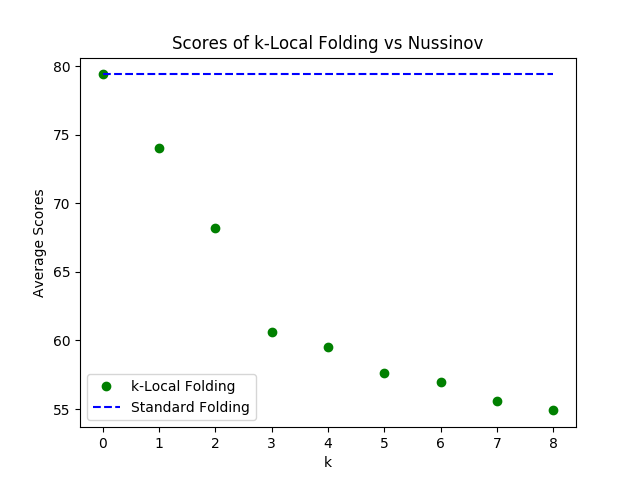 Scores of k-Local Folding vs Nussinov
Average Scores
80
75
70
65
60
55
k-Local Folding
Standard Folding
0 1 2 3 4 5 6 7 8
k